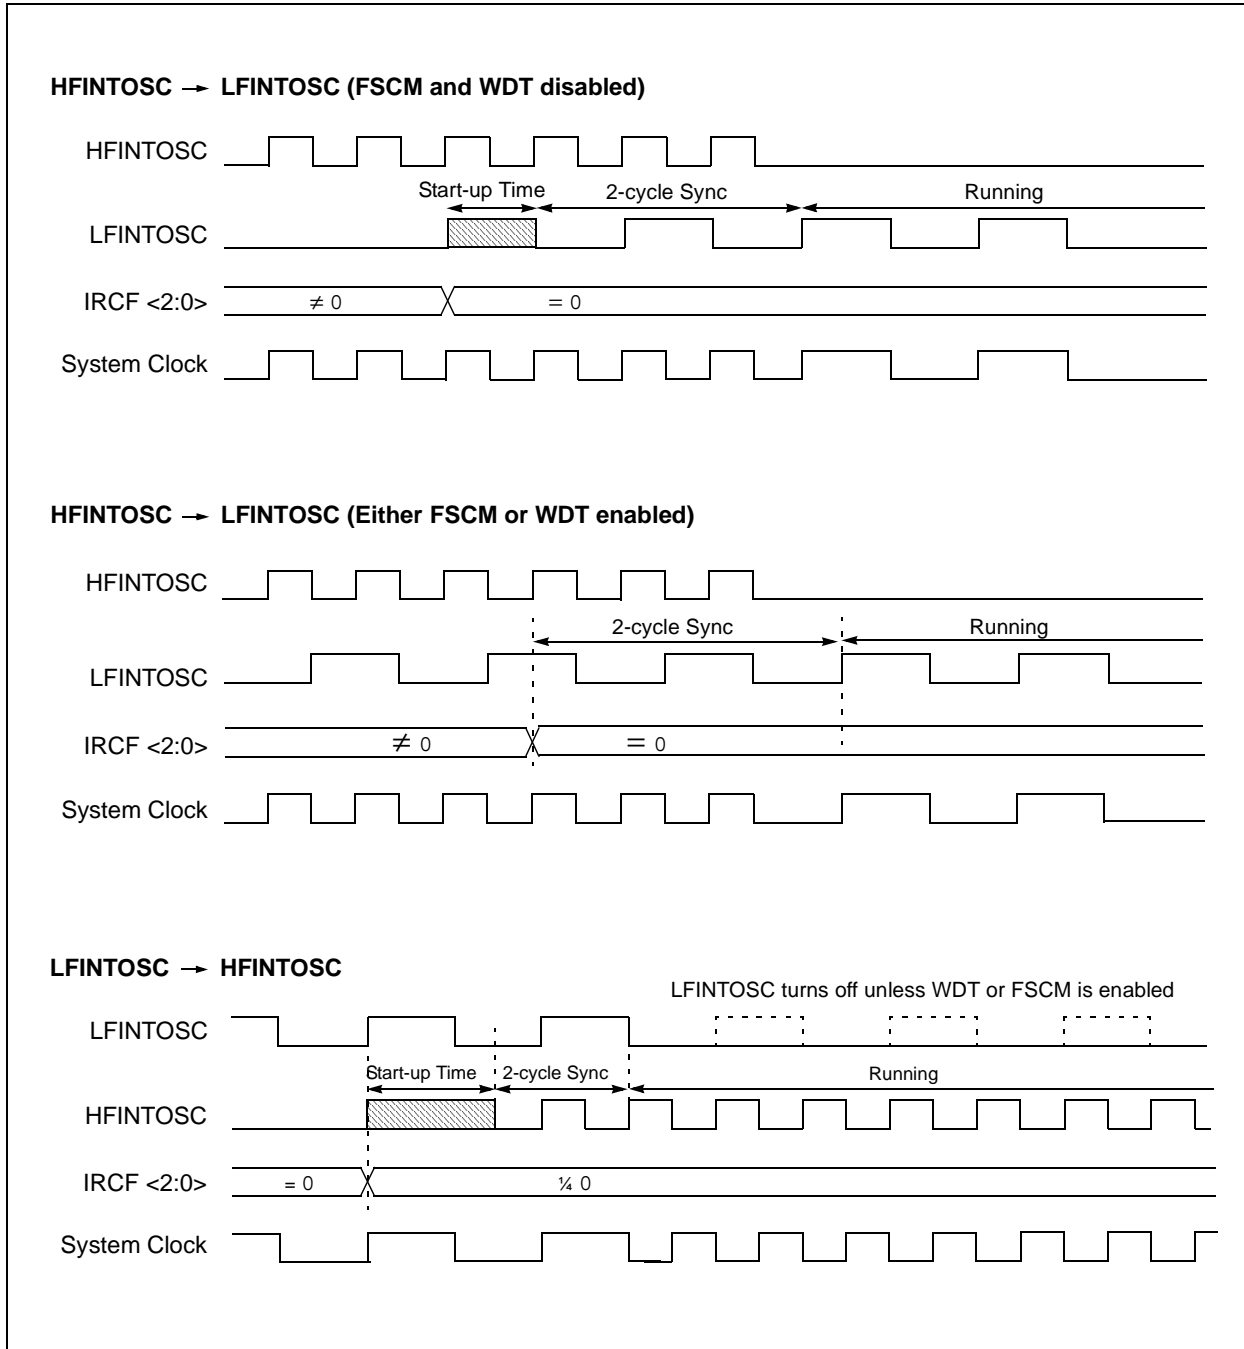 HFINTOSC → LFINTOSC (FSCM and WDT disabled)
HFINTOSC
Start-up Time 2-cycle Sync Running
LFINTOSC
IRCF <2:0> ≠ 0 = 0
System Clock
HFINTOSC → LFINTOSC (Either FSCM or WDT enabled)
HFINTOSC
2-cycle Sync Running
LFINTOSC
IRCF <2:0> ≠ 0 = 0
System Clock
LFINTOSC → HFINTOSC
LFINTOSC turns off unless WDT or FSCM is enabled
LFINTOSC
Start-up Time 2-cycle Sync Running
HFINTOSC
IRCF <2:0> = 0 ¼ 0
System Clock